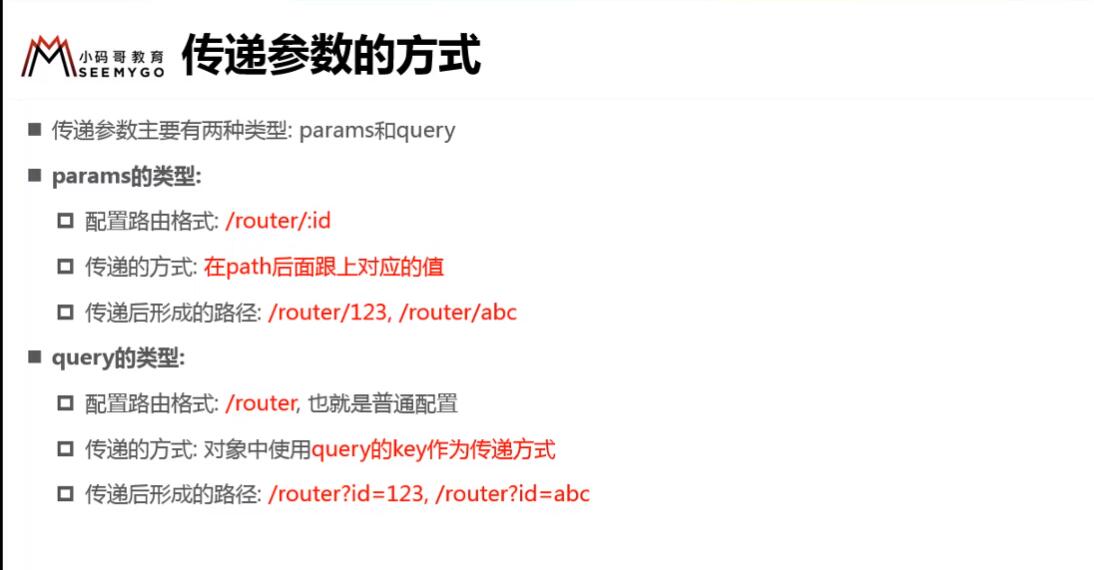 小码哥教育
SEEMYGO
传递参数的方式
传递参数主要有两种类型: params和query
params的类型:
配置路由格式: /router/:id
传递的方式: 在path后面跟上对应的值
传递后形成的路径: /router/123, /router/abc
query的类型:
配置路由格式: /router, 也就是普通配置
传递的方式: 对象中使用query的key作为传递方式
传递后形成的路径: /router?id=123, /router?id=abc